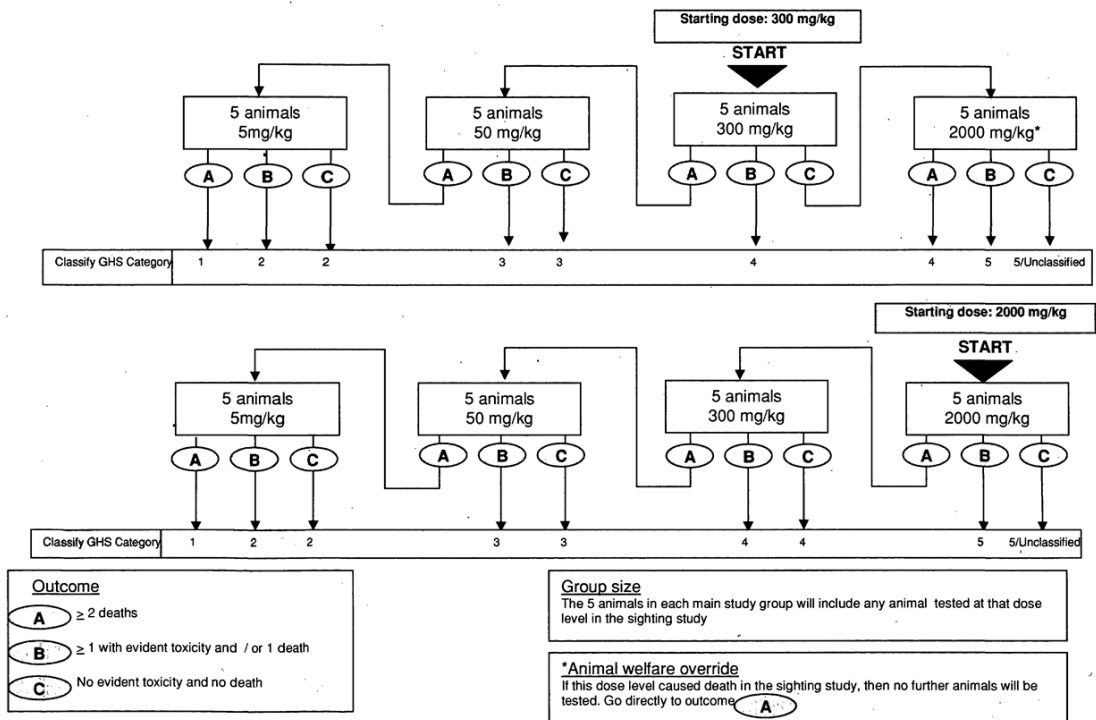 Starting dose: 300 mg/kg
START
5 animals
5mg/kg
5 animals
50 mg/kg
5 animals
300 mg/kg
5 animals
2000 mg/kg*
A B C A B C A B C A B C
Classify GHS Category 1 2 2 3 3 4 4 5 5/Unclassified
Starting dose: 2000 mg/kg
START
5 animals
5mg/kg
5 animals
50 mg/kg
5 animals
300 mg/kg
5 animals
2000 mg/kg
A B C A B C A B C A B C
Classify GHS Category 1 2 2 3 3 4 4 5 5/Unclassified
Outcome
A ≥ 2 deaths
B ≥ 1 with evident toxicity and / or 1 death
C No evident toxicity and no death
Group size
The 5 animals in each main study group will include any animal tested at that dose
level in the sighting study
*Animal welfare override
If this dose level caused death in the sighting study, then no further animals will be
tested. Go directly to outcome A